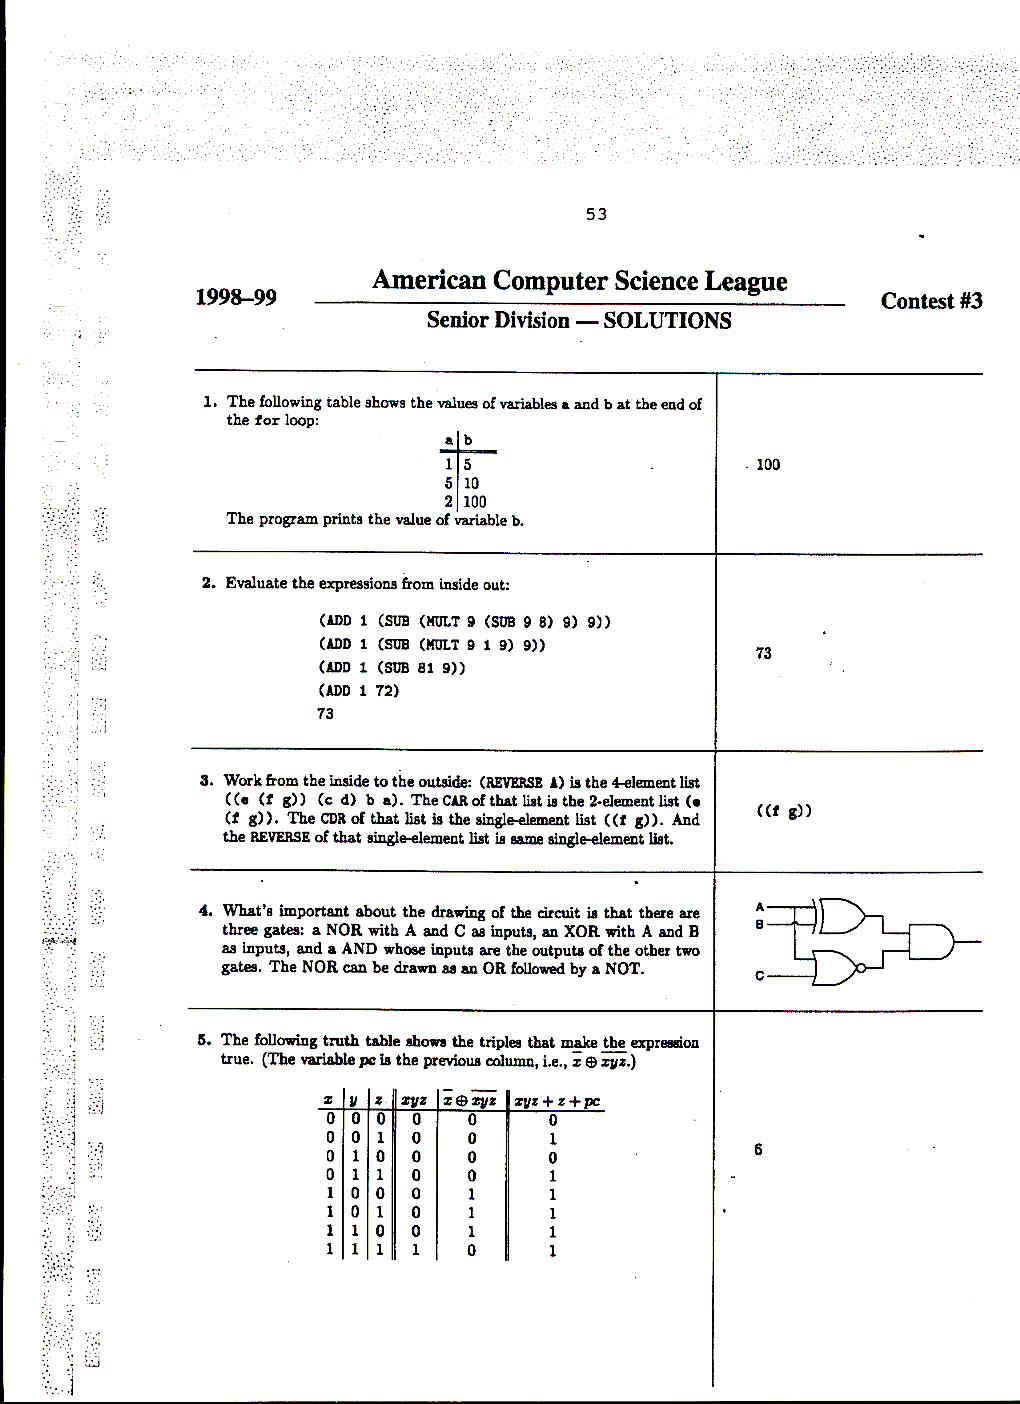 53
American Computer Science League
1998–99
Contest #3
Senior Division — SOLUTIONS
1. The following table shows the values of variables a and b at the end of
the for loop:
a b
1 5
5 10
2 100
The program prints the value of variable b.
100
2. Evaluate the expressions from inside out:
(ADD 1 (SUB (MULT 9 (SUB 9 8) 9) 9))
(ADD 1 (SUB (MULT 9 1 9) 9))
(ADD 1 (SUB 81 9))
(ADD 1 72)
73
73
3. Work from the inside to the outside: (REVERSE A) is the 4-element list
((e (f g)) (c d) b a). The CAR of that list is the 2-element list (e
(f g)). The CDR of that list is the single-element list ((f g)). And
the REVERSE of that single-element list is same single-element list.
((f g))
4. What's important about the drawing of the circuit is that there are
three gates: a NOR with A and C as inputs, an XOR with A and B
as inputs, and a AND whose inputs are the outputs of the other two
gates. The NOR can be drawn as an OR followed by a NOT.
A
B
C
5. The following truth table shows the triples that make the expression
true. (The variable pc is the previous column, i.e., x̅ ⊕ x̅y̅z̅.)
x y z xyz x̅ ⊕ x̅y̅z̅ xyz + z + pc
0 0 0 0 0 0
0 0 1 0 0 1
0 1 0 0 0 0
0 1 1 0 0 1
1 0 0 0 1 1
1 0 1 0 1 1
1 1 0 0 1 1
1 1 1 1 0 1
6